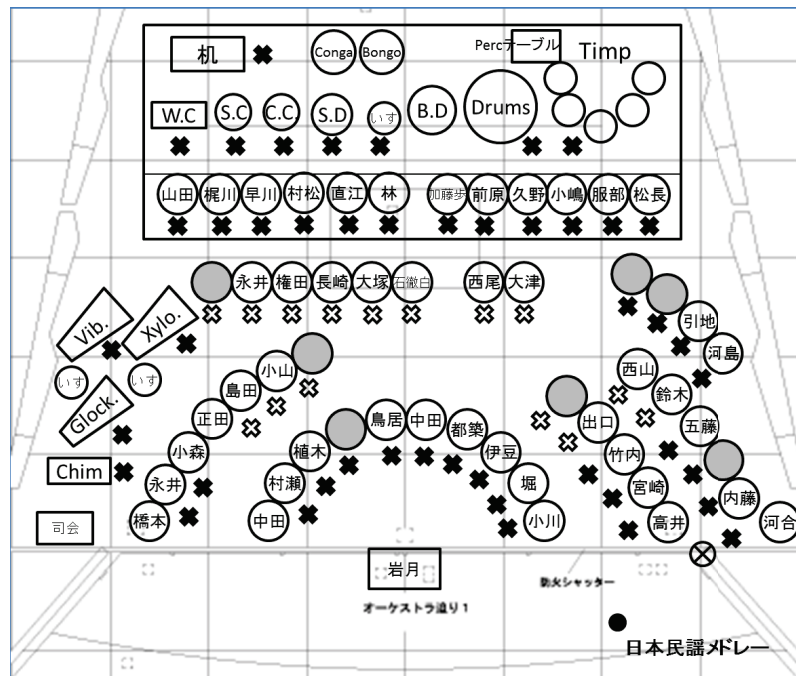 机 Conga Bongo Percテーブル Timp
W.C S.C C.C. S.D いす B.D Drums
山田 梶川 早川 村松 直江 林 加藤歩 前原 久野 小嶋 服部 松長
永井 権田 長崎 大塚 石徹白 西尾 大津
引地
河島
Vib. Xylo.
いす いす
Glock.
Chim
司会
小山
島田
正田
小森
永井
橋本
鳥居 中田
植木 都築
村瀬 伊豆
中田 堀
小川
西山
鈴木
出口 五藤
竹内
宮崎 内藤
高井 河合
岩月
防火シャッター
オーケストラ迫り1
日本民謡メドレー